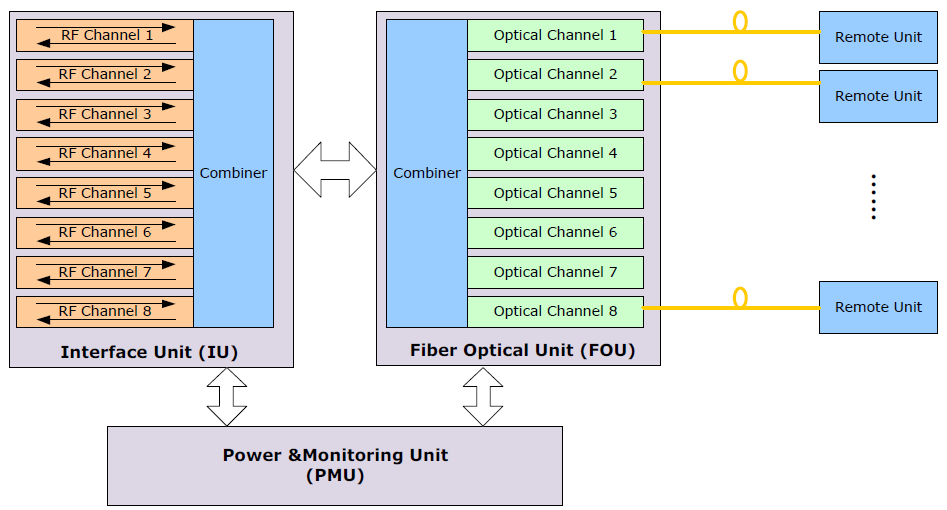 RF Channel 1
RF Channel 2
RF Channel 3
RF Channel 4
RF Channel 5
RF Channel 6
RF Channel 7
RF Channel 8
Combiner
Interface Unit (IU)
Combiner
Optical Channel 1
Optical Channel 2
Optical Channel 3
Optical Channel 4
Optical Channel 5
Optical Channel 6
Optical Channel 7
Optical Channel 8
Fiber Optical Unit (FOU)
Remote Unit
Remote Unit
Remote Unit
Power &Monitoring Unit
(PMU)